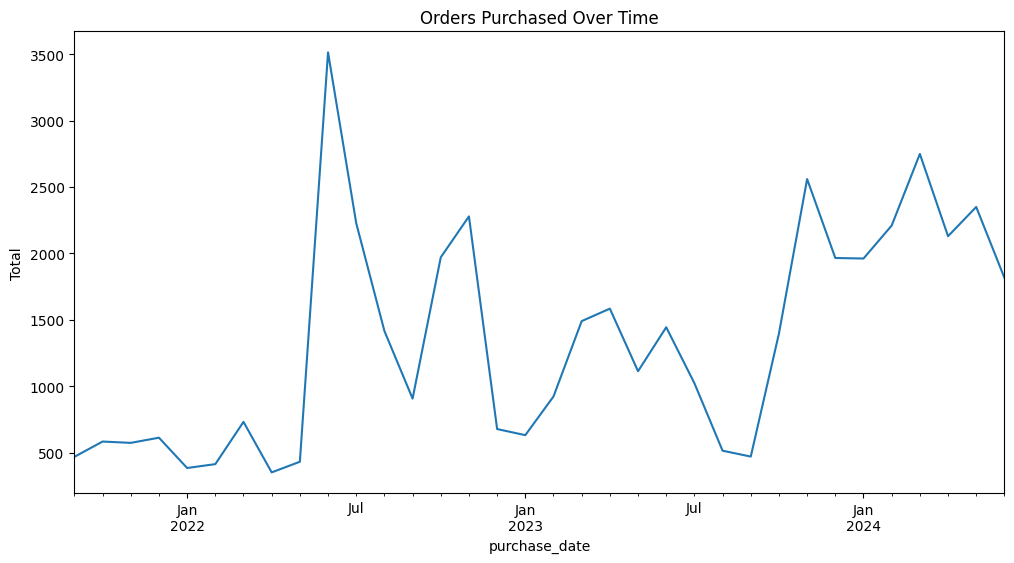 Orders Purchased Over Time
Total
3500
3000
2500
2000
1500
1000
500
Jan
2022
Jul
Jan
2023
Jul
Jan
2024
purchase_date